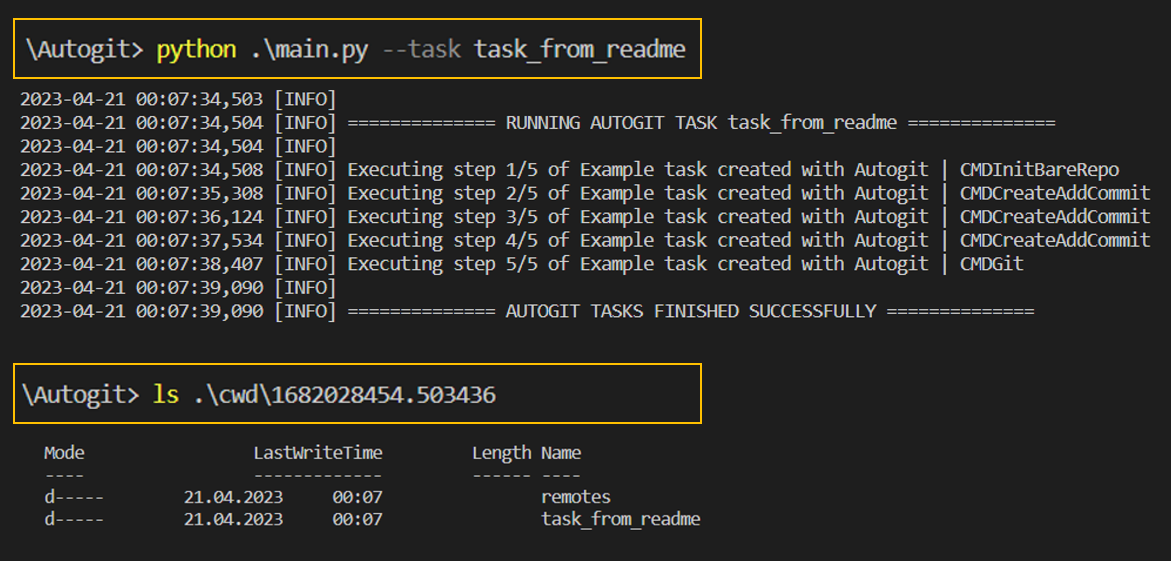 \Autogit> python .\main.py --task task_from_readme
2023-04-21 00:07:34,503 [INFO]
2023-04-21 00:07:34,504 [INFO] ============== RUNNING AUTOGIT TASK task_from_readme ==============
2023-04-21 00:07:34,504 [INFO]
2023-04-21 00:07:34,508 [INFO] Executing step 1/5 of Example task created with Autogit | CMDInitBareRepo
2023-04-21 00:07:35,308 [INFO] Executing step 2/5 of Example task created with Autogit | CMDCreateAddCommit
2023-04-21 00:07:36,124 [INFO] Executing step 3/5 of Example task created with Autogit | CMDCreateAddCommit
2023-04-21 00:07:37,534 [INFO] Executing step 4/5 of Example task created with Autogit | CMDCreateAddCommit
2023-04-21 00:07:38,407 [INFO] Executing step 5/5 of Example task created with Autogit | CMDGit
2023-04-21 00:07:39,090 [INFO]
2023-04-21 00:07:39,090 [INFO] ============== AUTOGIT TASKS FINISHED SUCCESSFULLY ==============
\Autogit> ls .\cwd\1682028454.503436
Mode LastWriteTime Length Name
---- ------------- ------ ----
d----- 21.04.2023 00:07 remotes
d----- 21.04.2023 00:07 task_from_readme